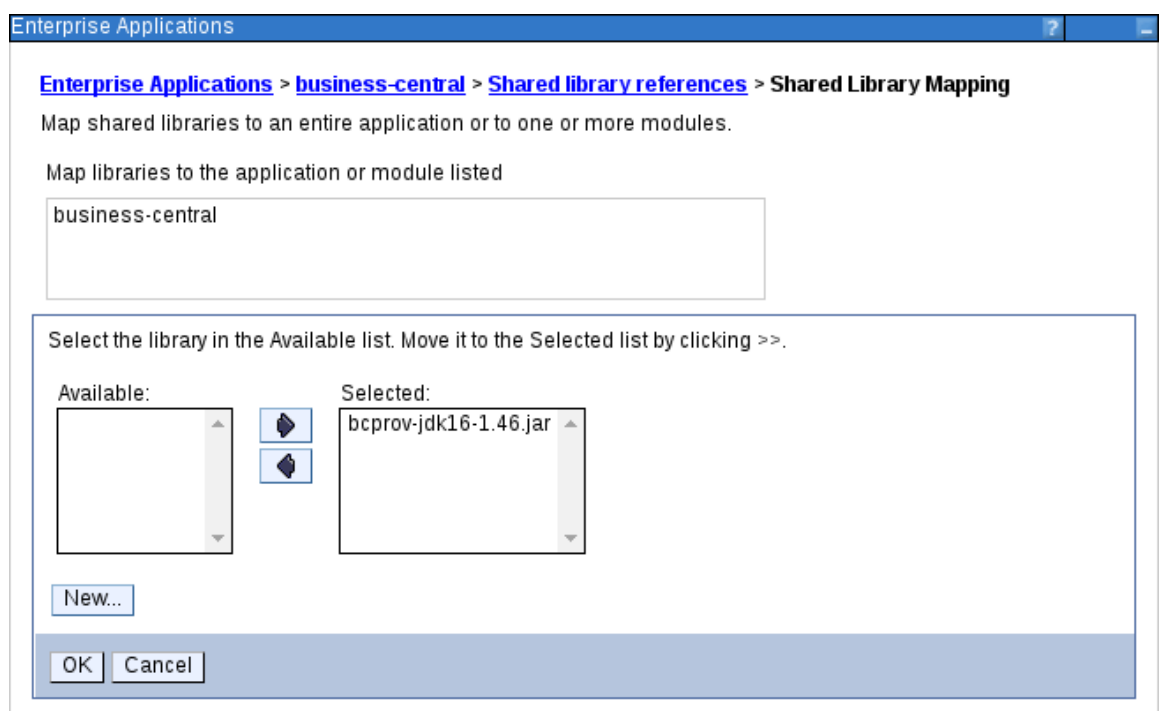 Enterprise Applications ? –
Enterprise Applications > business-central > Shared library references > Shared Library Mapping
Map shared libraries to an entire application or to one or more modules.
Map libraries to the application or module listed
business-central
Select the library in the Available list. Move it to the Selected list by clicking >>.
Available: Selected:
bcprov-jdk16-1.46.jar
New...
OK Cancel